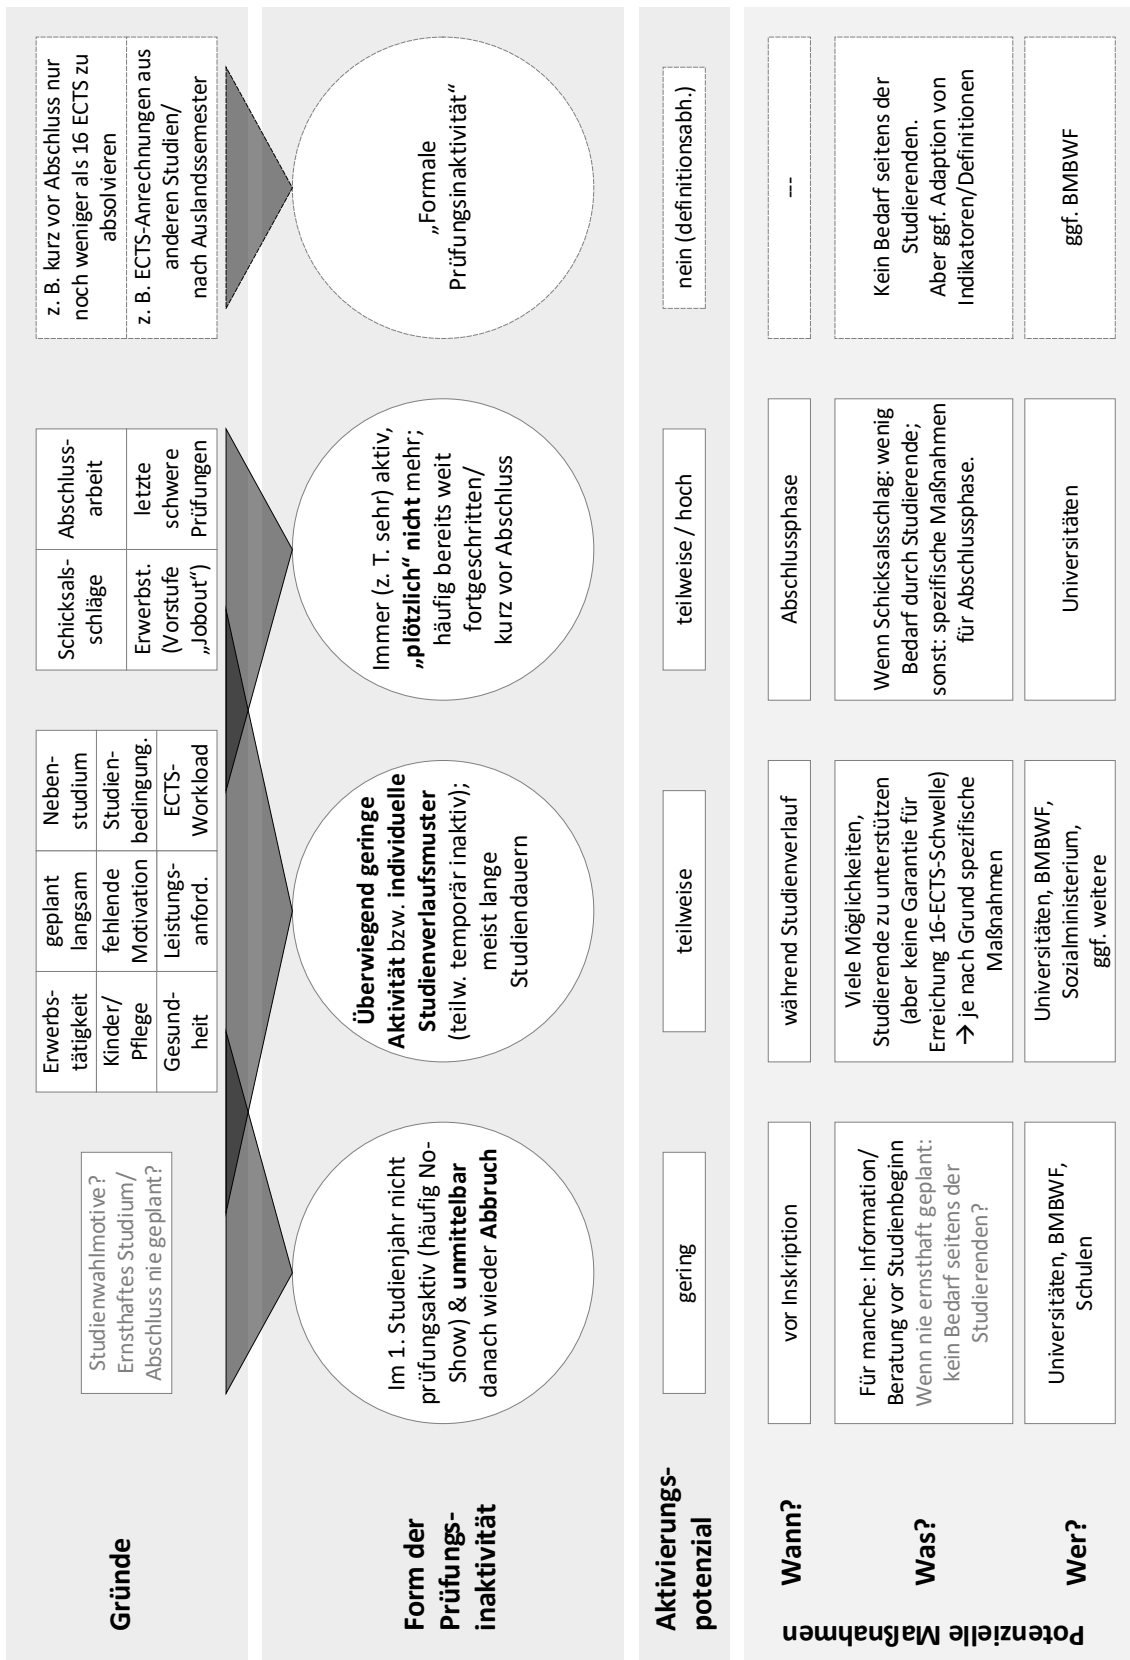 Gründe
Studienwahlmotive?
Ernsthaftes Studium/
Abschluss nie geplant?
Erwerbs-
tätigkeit
geplant
langsam
Neben-
studium
Kinder/
Pflege
fehlende
Motivation
Studien-
bedingung.
Gesund-
heit
Leistungs-
anford.
ECTS-
Workload
Schicksals-
schläge
Abschluss-
arbeit
Erwerbst.
(Vorstufe
„Jobout“)
letzte
schwere
Prüfungen
z. B. kurz vor Abschluss nur
noch weniger als 16 ECTS zu
absolvieren
z. B. ECTS-Anrechnungen aus
anderen Studien/
nach Auslandssemester
Form der
Prüfungs-
inaktivität
Im 1. Studienjahr nicht
prüfungsaktiv (häufig No-
Show) & unmittelbar
danach wieder Abbruch
Überwiegend geringe
Aktivität bzw. individuelle
Studienverlaufsmuster
(teilw. temporär inaktiv);
meist lange
Studiendauern
Immer (z. T. sehr) aktiv,
„plötzlich“ nicht mehr;
häufig bereits weit
fortgeschritten/
kurz vor Abschluss
„Formale
Prüfungsinaktivität“
Aktivierungs-
potenzial
gering
teilweise
teilweise / hoch
nein (definitionsabh.)
Potenzielle Maßnahmen
Wann?
vor Inskription
während Studienverlauf
Abschlussphase
---
Was?
Für manche: Information/
Beratung vor Studienbeginn
Wenn nie ernsthaft geplant:
kein Bedarf seitens der
Studierenden?
Viele Möglichkeiten,
Studierende zu unterstützen
(aber keine Garantie für
Erreichung 16-ECTS-Schwelle)
→ je nach Grund spezifische
Maßnahmen
Wenn Schicksalsschlag: wenig
Bedarf durch Studierende;
sonst: spezifische Maßnahmen
für Abschlussphase.
Kein Bedarf seitens der
Studierenden.
Aber ggf. Adaption von
Indikatoren/Definitionen
Wer?
Universitäten, BMBWF,
Schulen
Universitäten, BMBWF,
Sozialministerium,
ggf. weitere
Universitäten
ggf. BMBWF